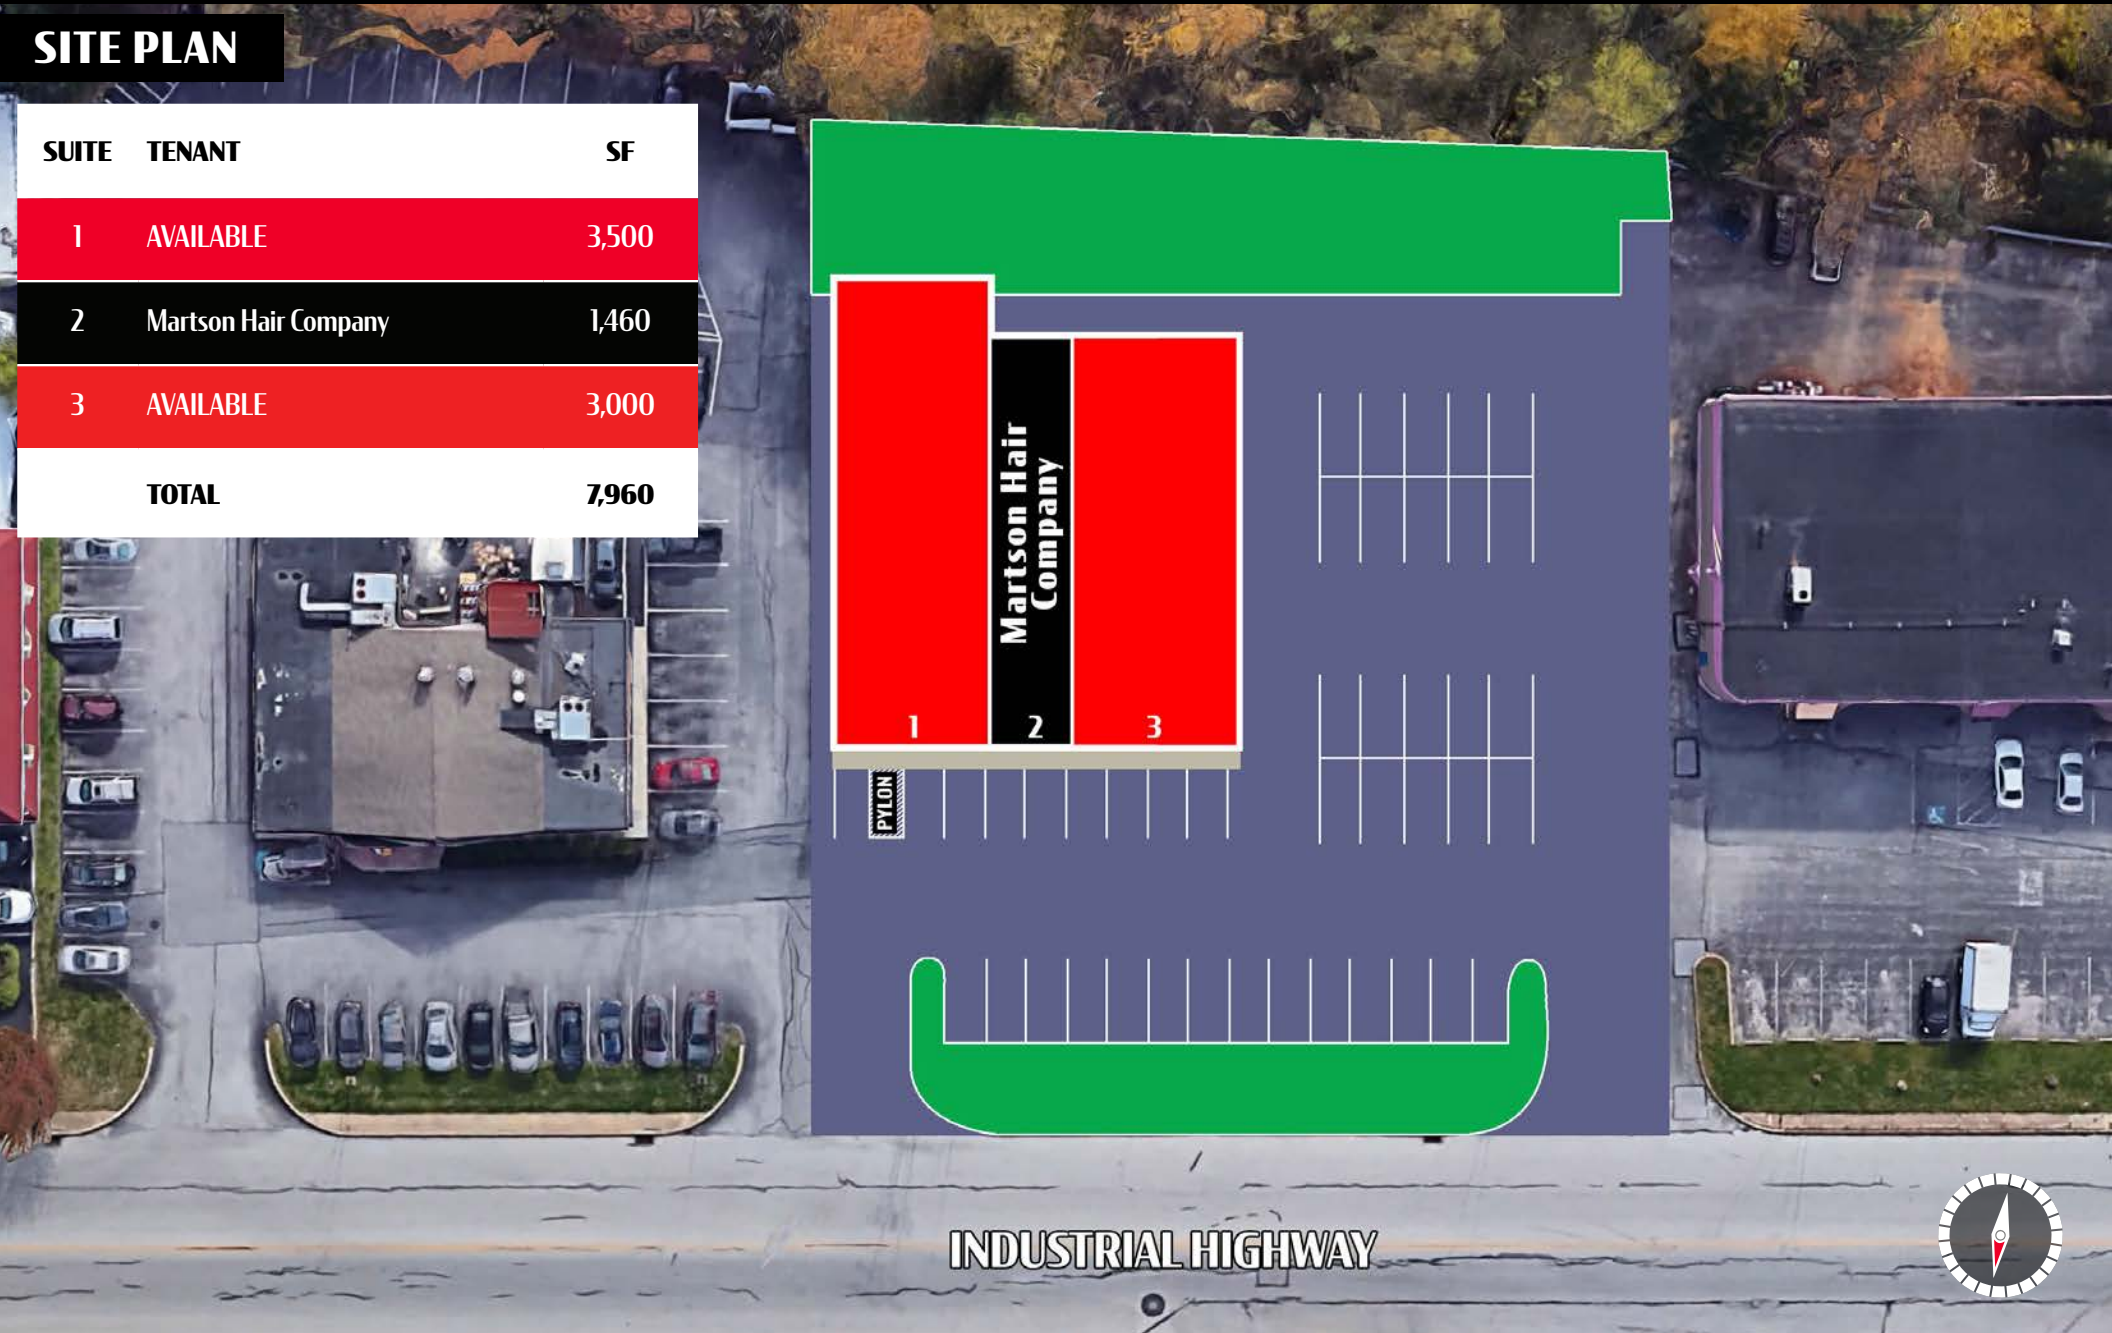 SITE PLAN
SUITE TENANT SF
1 AVAILABLE 3,500
2 Martson Hair Company 1,460
3 AVAILABLE 3,000
TOTAL 7,960
Martson Hair
Company
1 2 3
PYLON
INDUSTRIAL HIGHWAY